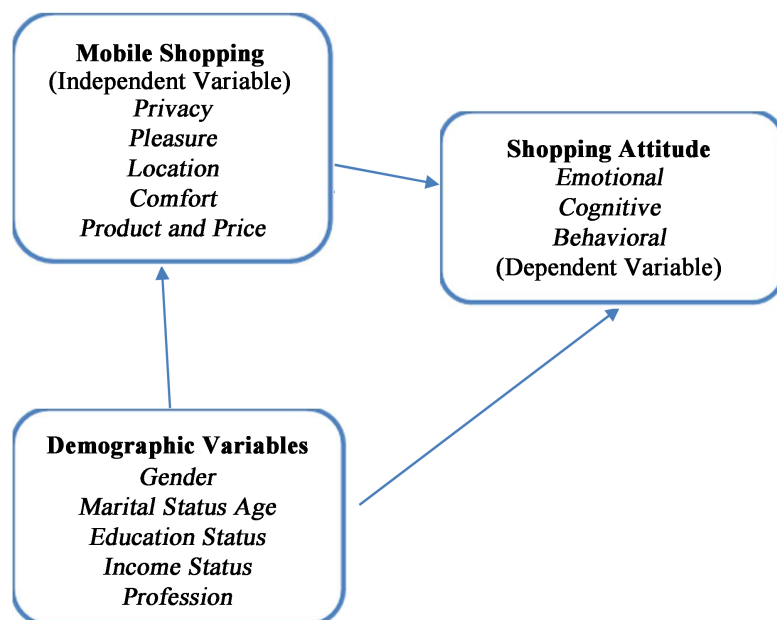 Mobile Shopping
(Independent Variable)
Privacy
Pleasure
Location
Comfort
Product and Price
Shopping Attitude
Emotional
Cognitive
Behavioral
(Dependent Variable)
Demographic Variables
Gender
Marital Status Age
Education Status
Income Status
Profession